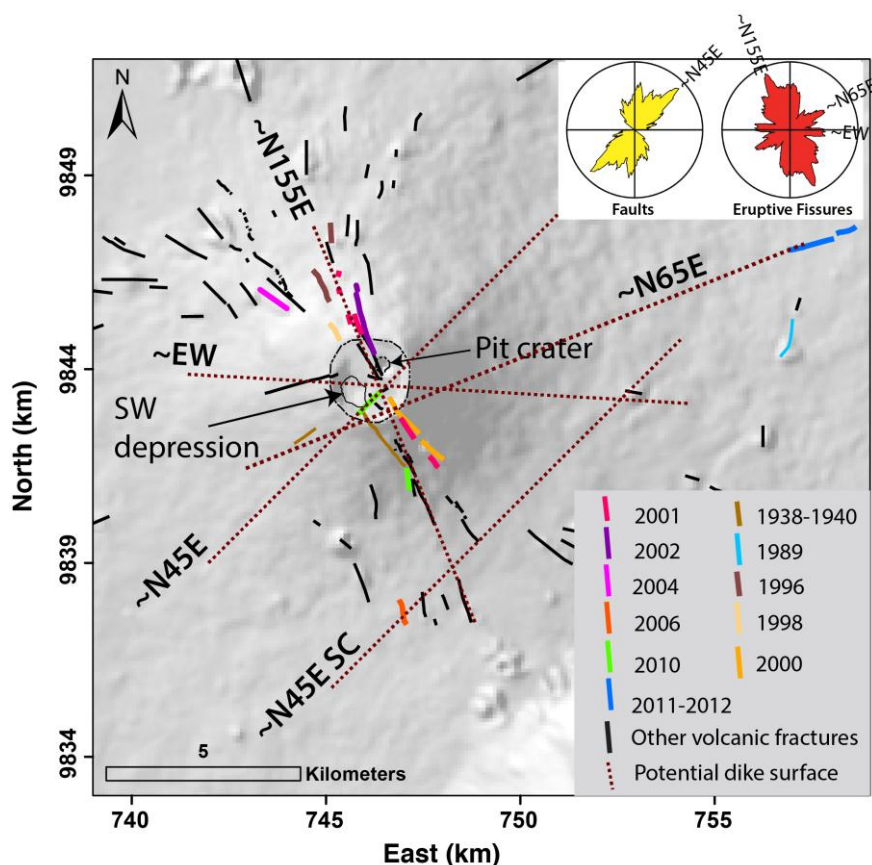 N
~N155E
~N45E
~N155E
~N65E
~EW
Faults
Eruptive Fissures
~N155E
~N65E
~EW
Pit crater
SW
depression
~N45E
~N45E SC
2001
1938-1940
2002
1989
2004
1996
2006
1998
2010
2000
2011-2012
Other volcanic fractures
Potential dike surface
5
Kilometers
9849
9844
9839
9834
North (km)
740
745
750
755
East (km)